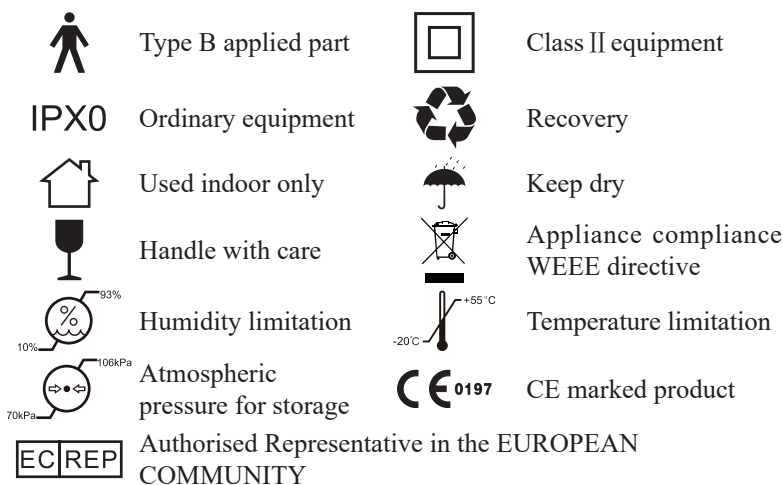 Type B applied part
Class II equipment
IPX0
Ordinary equipment
Recovery
Used indoor only
Keep dry
Handle with care
Appliance compliance
WEEE directive
93%
%
10%
Humidity limitation
+55°C
-20°C
Temperature limitation
106kPa
70kPa
Atmospheric
pressure for storage
CE 0197
CE marked product
EC REP
Authorised Representative in the EUROPEAN
COMMUNITY